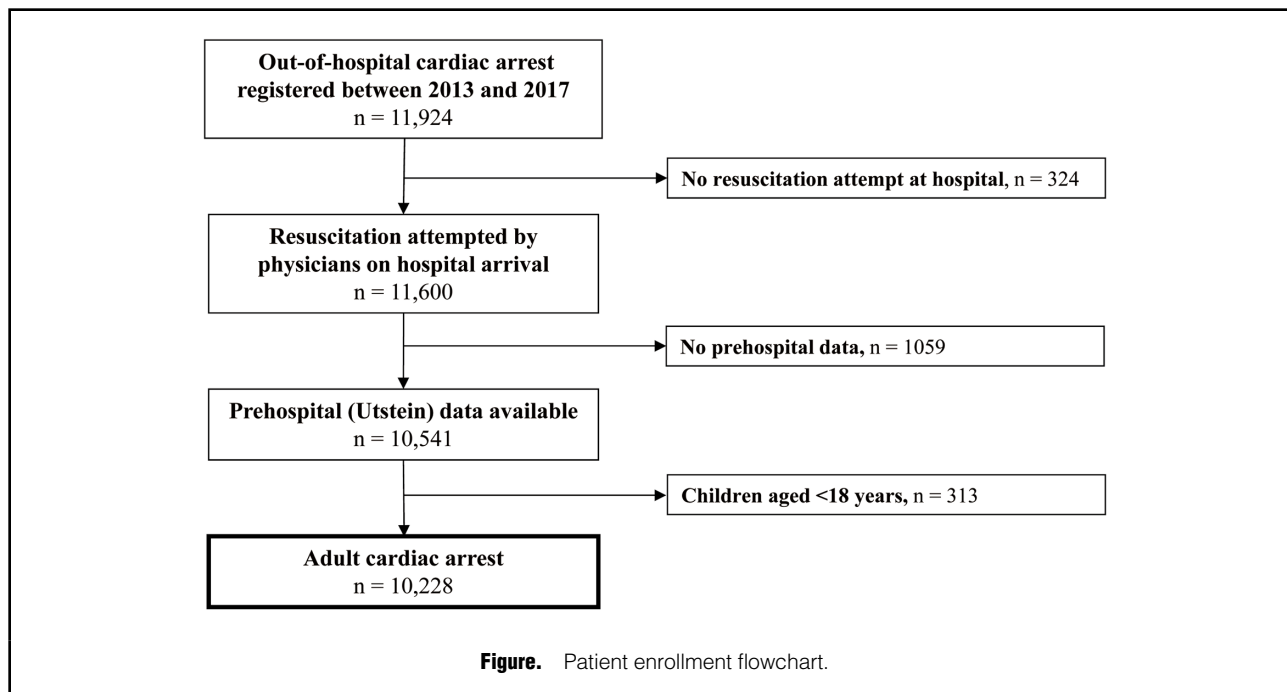 Out-of-hospital cardiac arrest
registered between 2013 and 2017
n = 11,924
No resuscitation attempt at hospital, n = 324
Resuscitation attempted by
physicians on hospital arrival
n = 11,600
No prehospital data, n = 1059
Prehospital (Utstein) data available
n = 10,541
Children aged <18 years, n = 313
Adult cardiac arrest
n = 10,228
Figure. Patient enrollment flowchart.